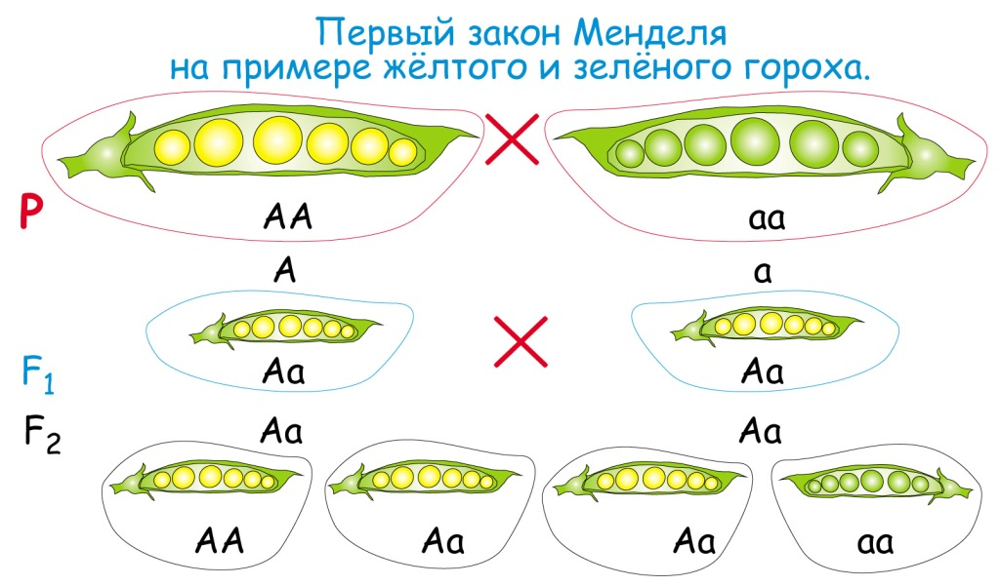 Первый закон Менделя
на примере жёлтого и зелёного гороха.
P
AA aa
A a
F1
Aa Aa
F2
Aa Aa
AA Aa Aa aa